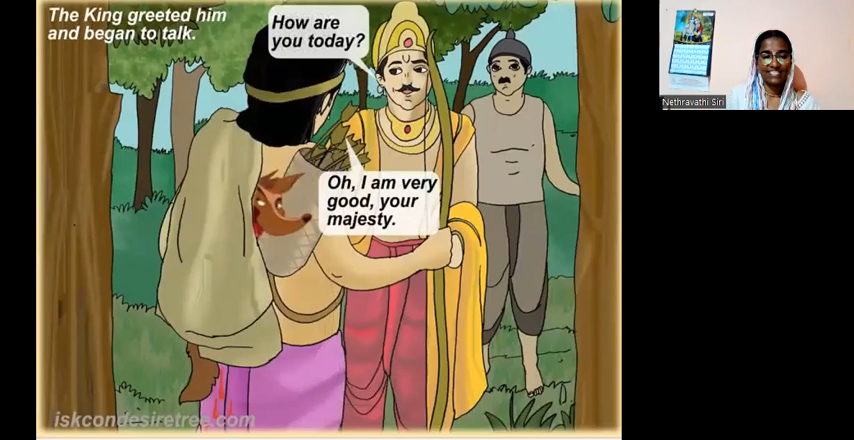 The King greeted him
and began to talk.
How are
you today?
Oh, I am very
good, your
majesty.
iskcondesiretree.com
Nethravathi Siri